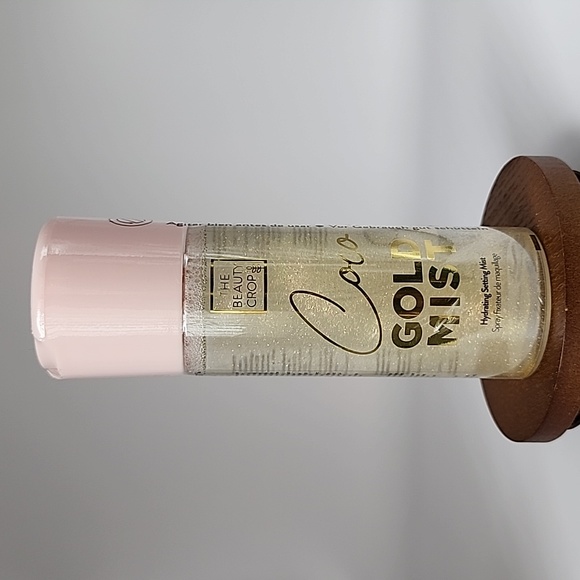 THE
BEAUTY
CROP
Coco
GOLD
MIST
Hydrating Setting Mist
Spray fixateur de maquillage